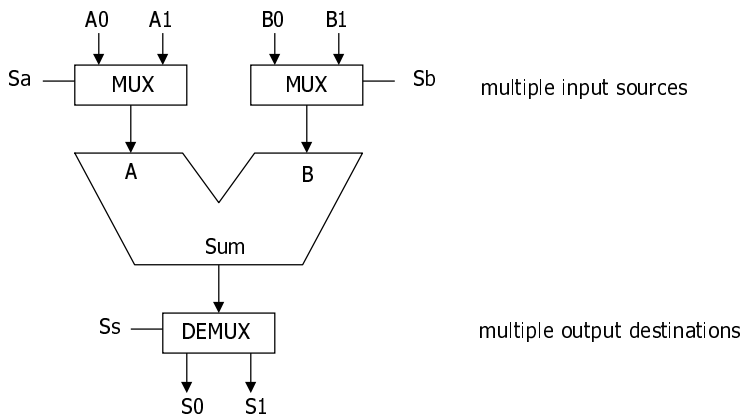 A0 A1 B0 B1
Sa MUX MUX Sb multiple input sources
A B
Sum
Ss DEMUX multiple output destinations
S0 S1